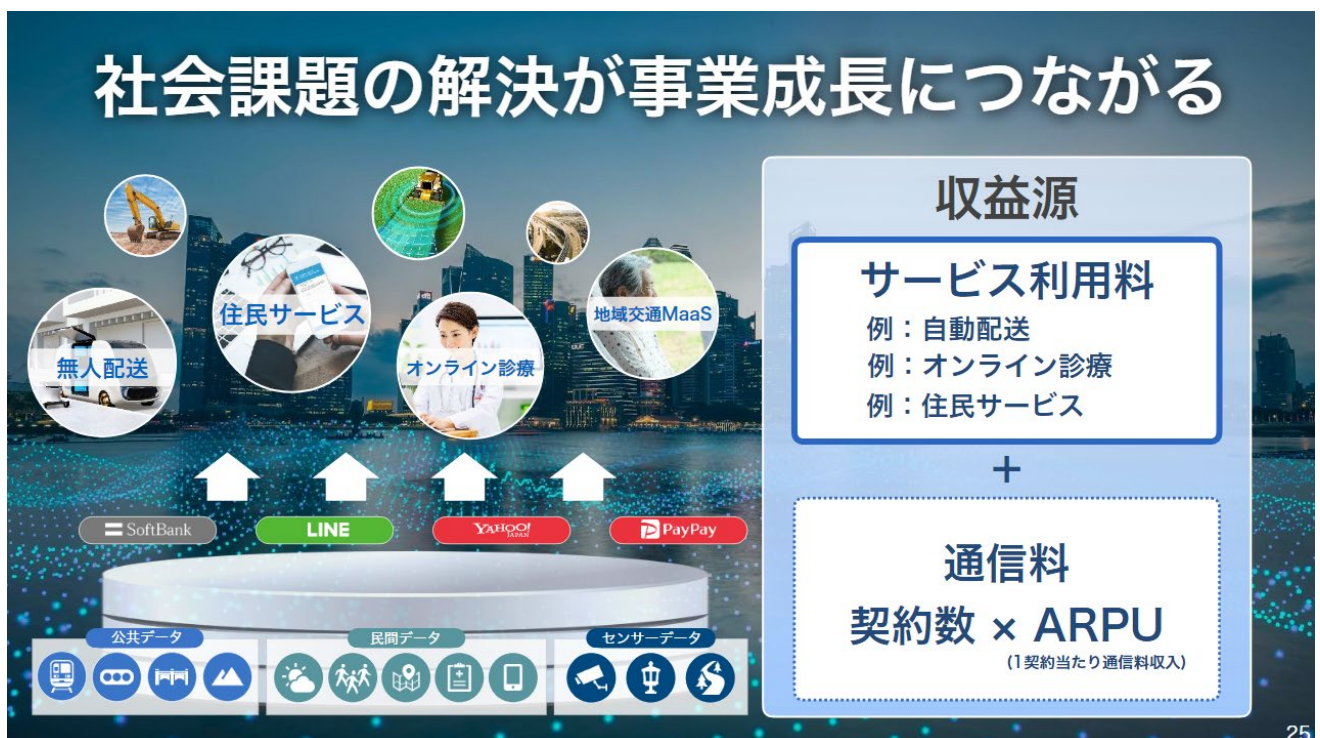 社会課題の解決が事業成長につながる
無人配送
住民サービス
オンライン診療
地域交通MaaS
SoftBank
LINE
YAHOO!
JAPAN
PayPay
公共データ
民間データ
センサーデータ
収益源
サービス利用料
例：自動配送
例：オンライン診療
例：住民サービス
+
通信料
契約数 × ARPU
(1契約当たり通信料収入)
25